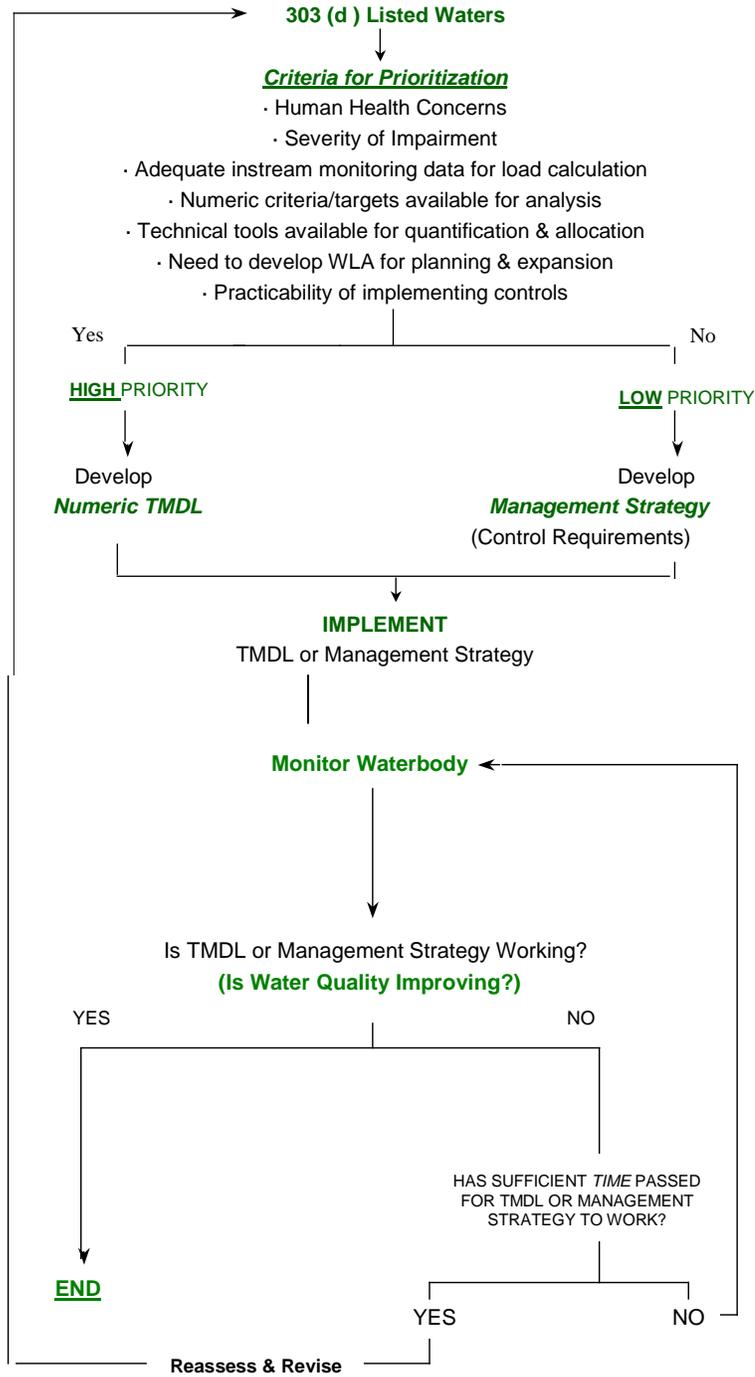 303 (d ) Listed Waters
Criteria for Prioritization
· Human Health Concerns
· Severity of Impairment
· Adequate instream monitoring data for load calculation
· Numeric criteria/targets available for analysis
· Technical tools available for quantification & allocation
· Need to develop WLA for planning & expansion
· Practicability of implementing controls
Yes
No
HIGH PRIORITY
LOW PRIORITY
Develop
Numeric TMDL
Develop
Management Strategy
(Control Requirements)
IMPLEMENT
TMDL or Management Strategy
Monitor Waterbody
Is TMDL or Management Strategy Working?
(Is Water Quality Improving?)
YES
NO
HAS SUFFICIENT TIME PASSED
FOR TMDL OR MANAGEMENT
STRATEGY TO WORK?
END
YES
NO
Reassess & Revise